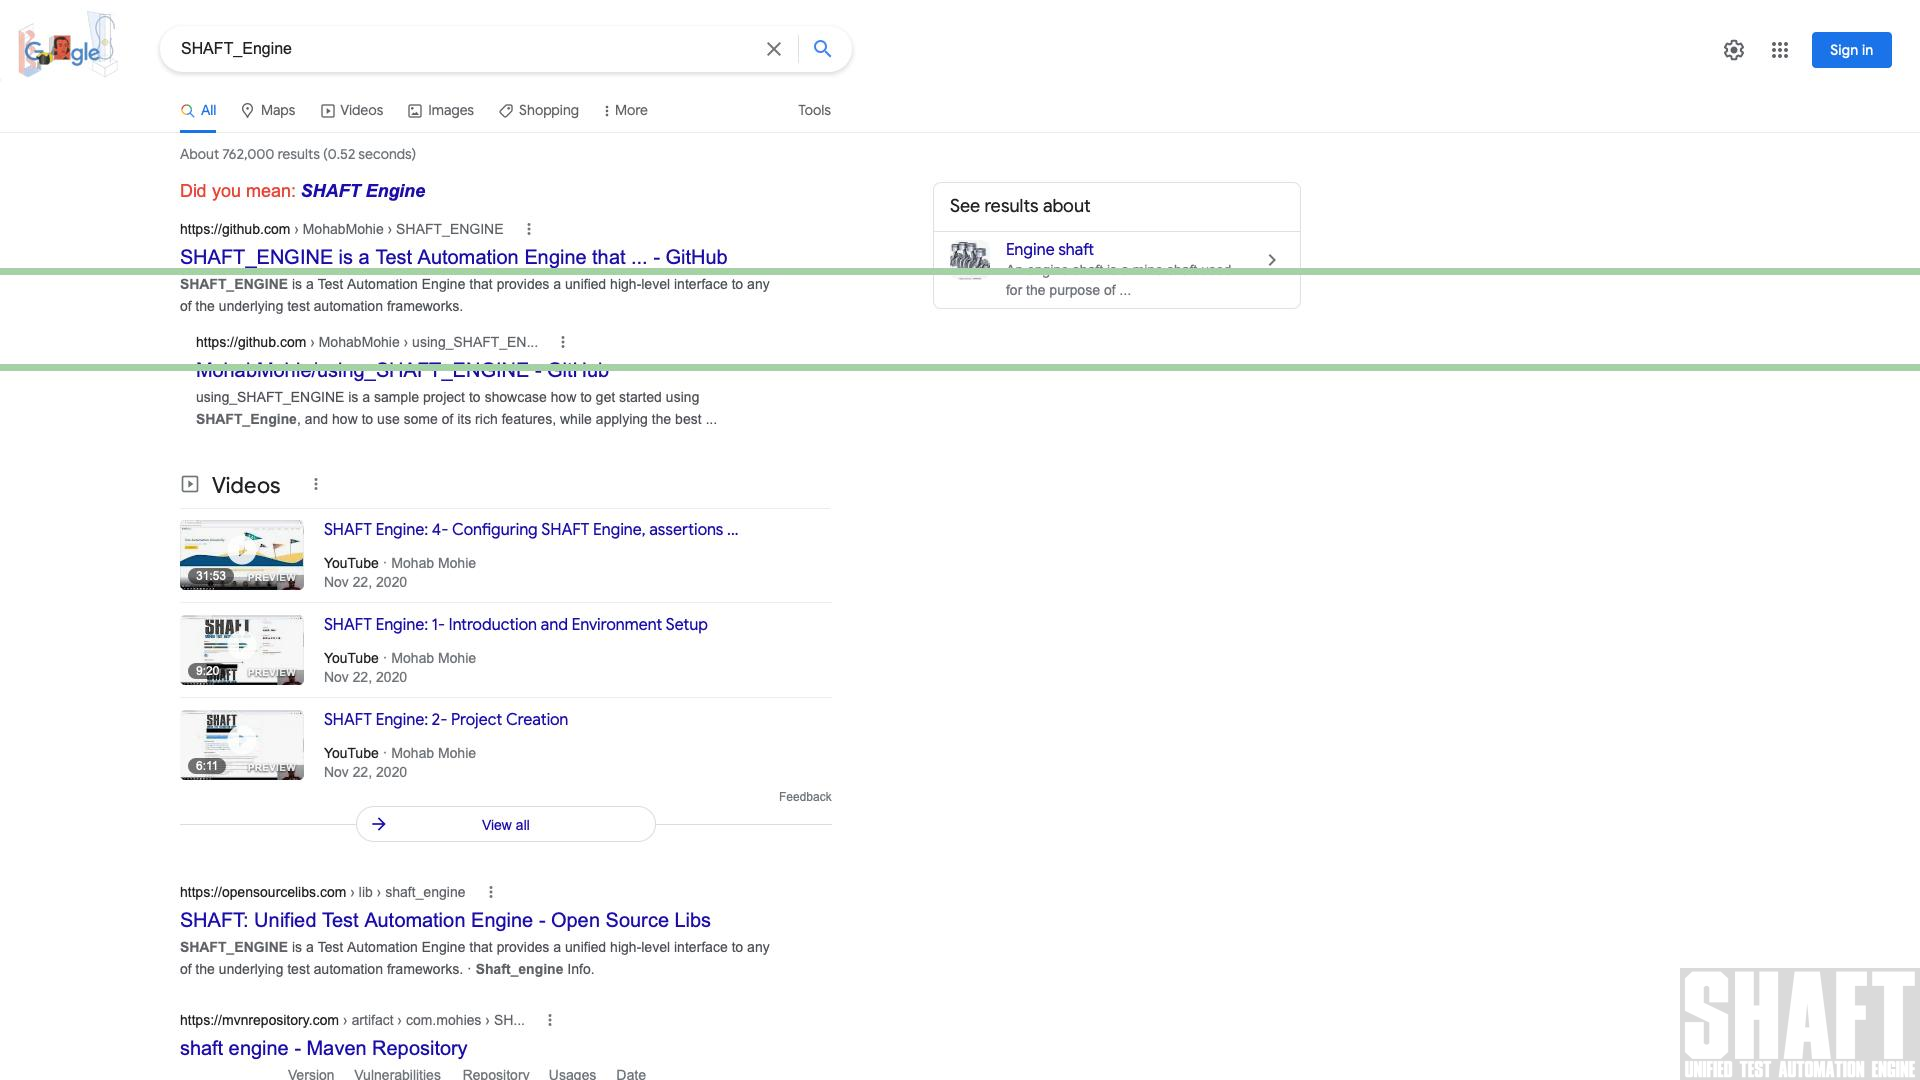 Google
SHAFT_Engine
Sign in
All
Maps
Videos
Images
Shopping
More
Tools
About 762,000 results (0.52 seconds)
Did you mean: SHAFT Engine
https://github.com › MohabMohie › SHAFT_ENGINE
SHAFT_ENGINE is a Test Automation Engine that ... - GitHub
SHAFT_ENGINE is a Test Automation Engine that provides a unified high-level interface to any
of the underlying test automation frameworks.
https://github.com › MohabMohie › using_SHAFT_EN...
MohabMohie/using_SHAFT_ENGINE - GitHub
using_SHAFT_ENGINE is a sample project to showcase how to get started using
SHAFT_Engine, and how to use some of its rich features, while applying the best ...
See results about
Engine shaft
An engine shaft is a mine shaft used
for the purpose of ...
Videos
SHAFT Engine: 4- Configuring SHAFT Engine, assertions ...
31:53
PREVIEW
YouTube · Mohab Mohie
Nov 22, 2020
SHAFT Engine: 1- Introduction and Environment Setup
SHAFT
9:20
PREVIEW
YouTube · Mohab Mohie
Nov 22, 2020
SHAFT Engine: 2- Project Creation
SHAFT
6:11
PREVIEW
YouTube · Mohab Mohie
Nov 22, 2020
Feedback
View all
https://opensourcelibs.com › lib › shaft_engine
SHAFT: Unified Test Automation Engine - Open Source Libs
SHAFT_ENGINE is a Test Automation Engine that provides a unified high-level interface to any
of the underlying test automation frameworks. · Shaft_engine Info.
https://mvnrepository.com › artifact › com.mohies › SH...
shaft engine - Maven Repository
Version Vulnerabilities Repository Usages Date
SHAFT
UNIFIED TEST AUTOMATION ENGINE